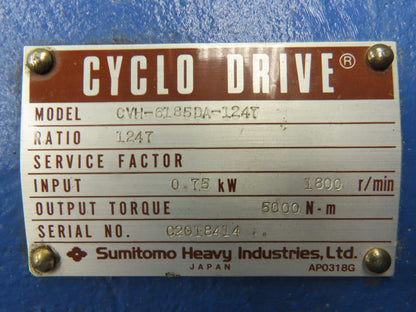 CYCLO DRIVE®
MODEL CVH-6185DA-1247
RATIO 1247
SERVICE FACTOR
INPUT 0.75 kW 1800 r/min
OUTPUT TORQUE 5000 N·m
SERIAL NO. C2G18414
Sumitomo Heavy Industries, Ltd.
JAPAN AP0318G